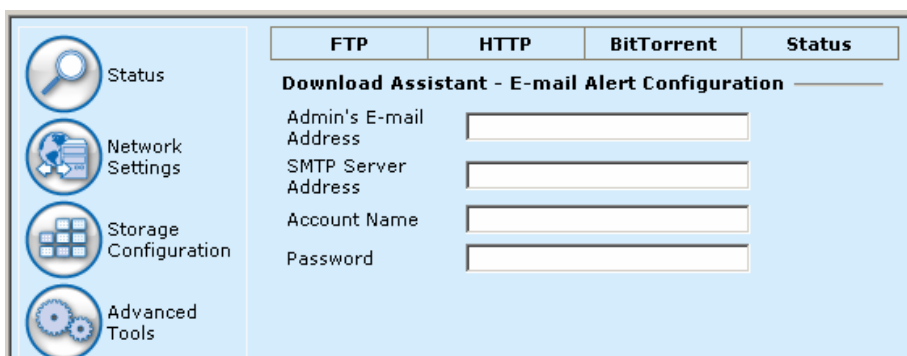 FTP HTTP BitTorrent Status
Status
Network
Settings
Storage
Configuration
Advanced
Tools
Download Assistant - E-mail Alert Configuration
Admin's E-mail
Address
SMTP Server
Address
Account Name
Password